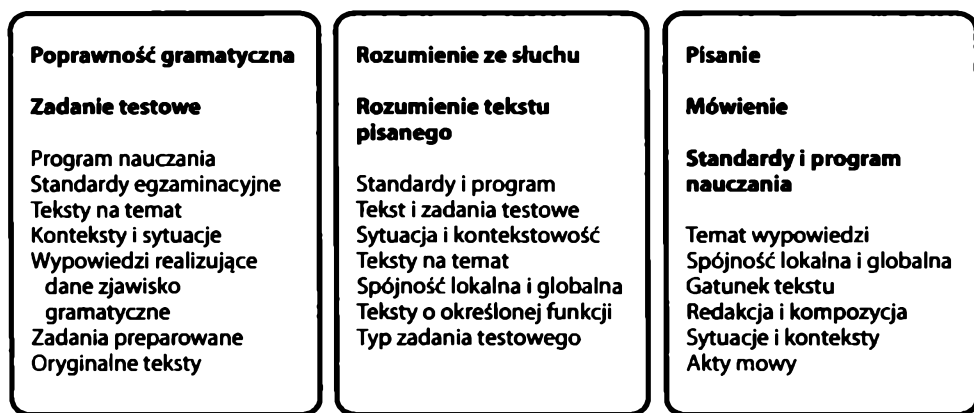 Poprawność gramatyczna
Zadanie testowe
Program nauczania
Standardy egzaminacyjne
Teksty na temat
Konteksty i sytuacje
Wypowiedzi realizujące
dane zjawisko
gramatyczne
Zadania preparowane
Oryginalne teksty
Rozumienie ze słuchu
Rozumienie tekstu
pisanego
Standardy i program
Tekst i zadania testowe
Sytuacja i kontekstowość
Teksty na temat
Spójność lokalna i globalna
Teksty o określonej funkcji
Typ zadania testowego
Pisanie
Mówienie
Standardy i program
nauczania
Temat wypowiedzi
Spójność lokalna i globalna
Gatunek tekstu
Redakcja i kompozycja
Sytuacje i konteksty
Akty mowy